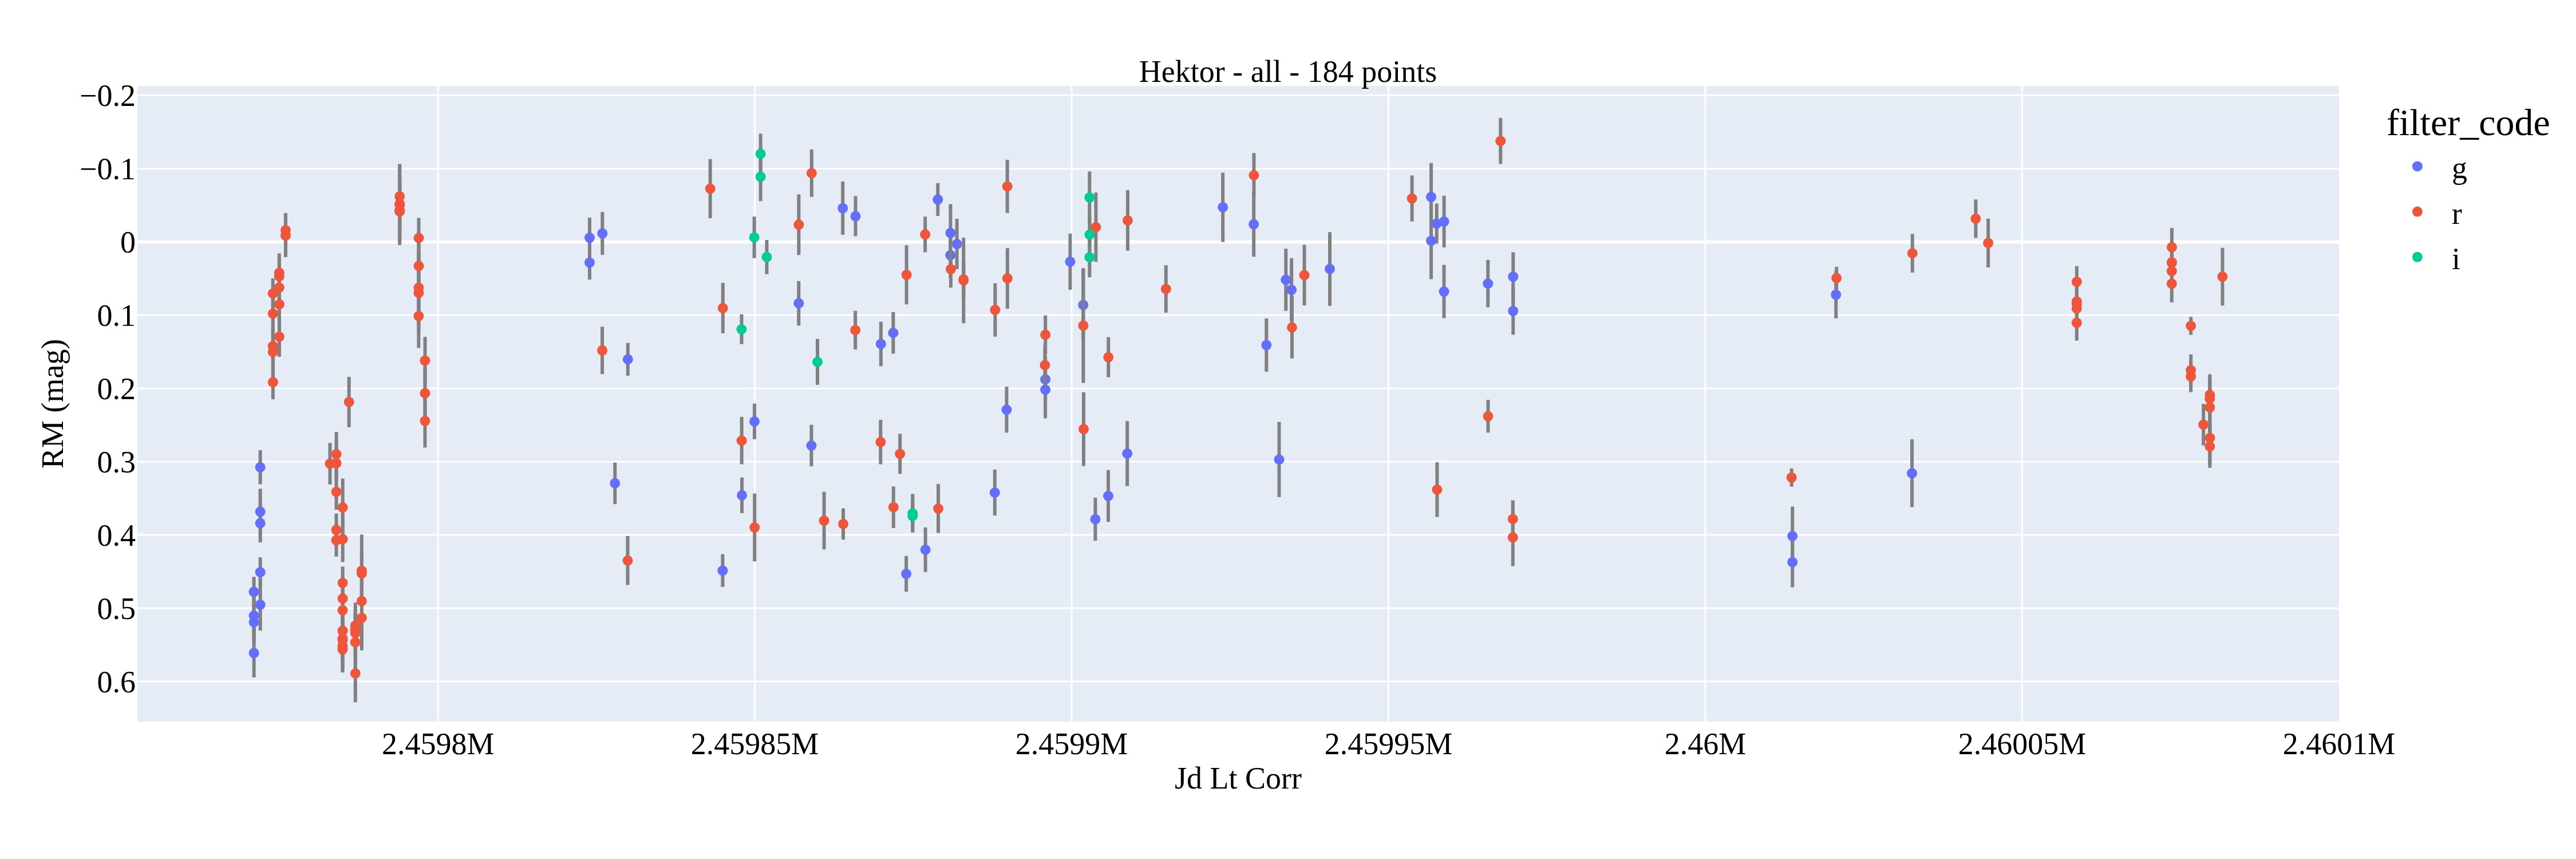 Hektor - all - 184 points
filter_code
g
r
i
RM (mag)
−0.2
−0.1
0
0.1
0.2
0.3
0.4
0.5
0.6
2.4598M
2.45985M
2.4599M
2.45995M
2.46M
2.46005M
2.4601M
Jd Lt Corr